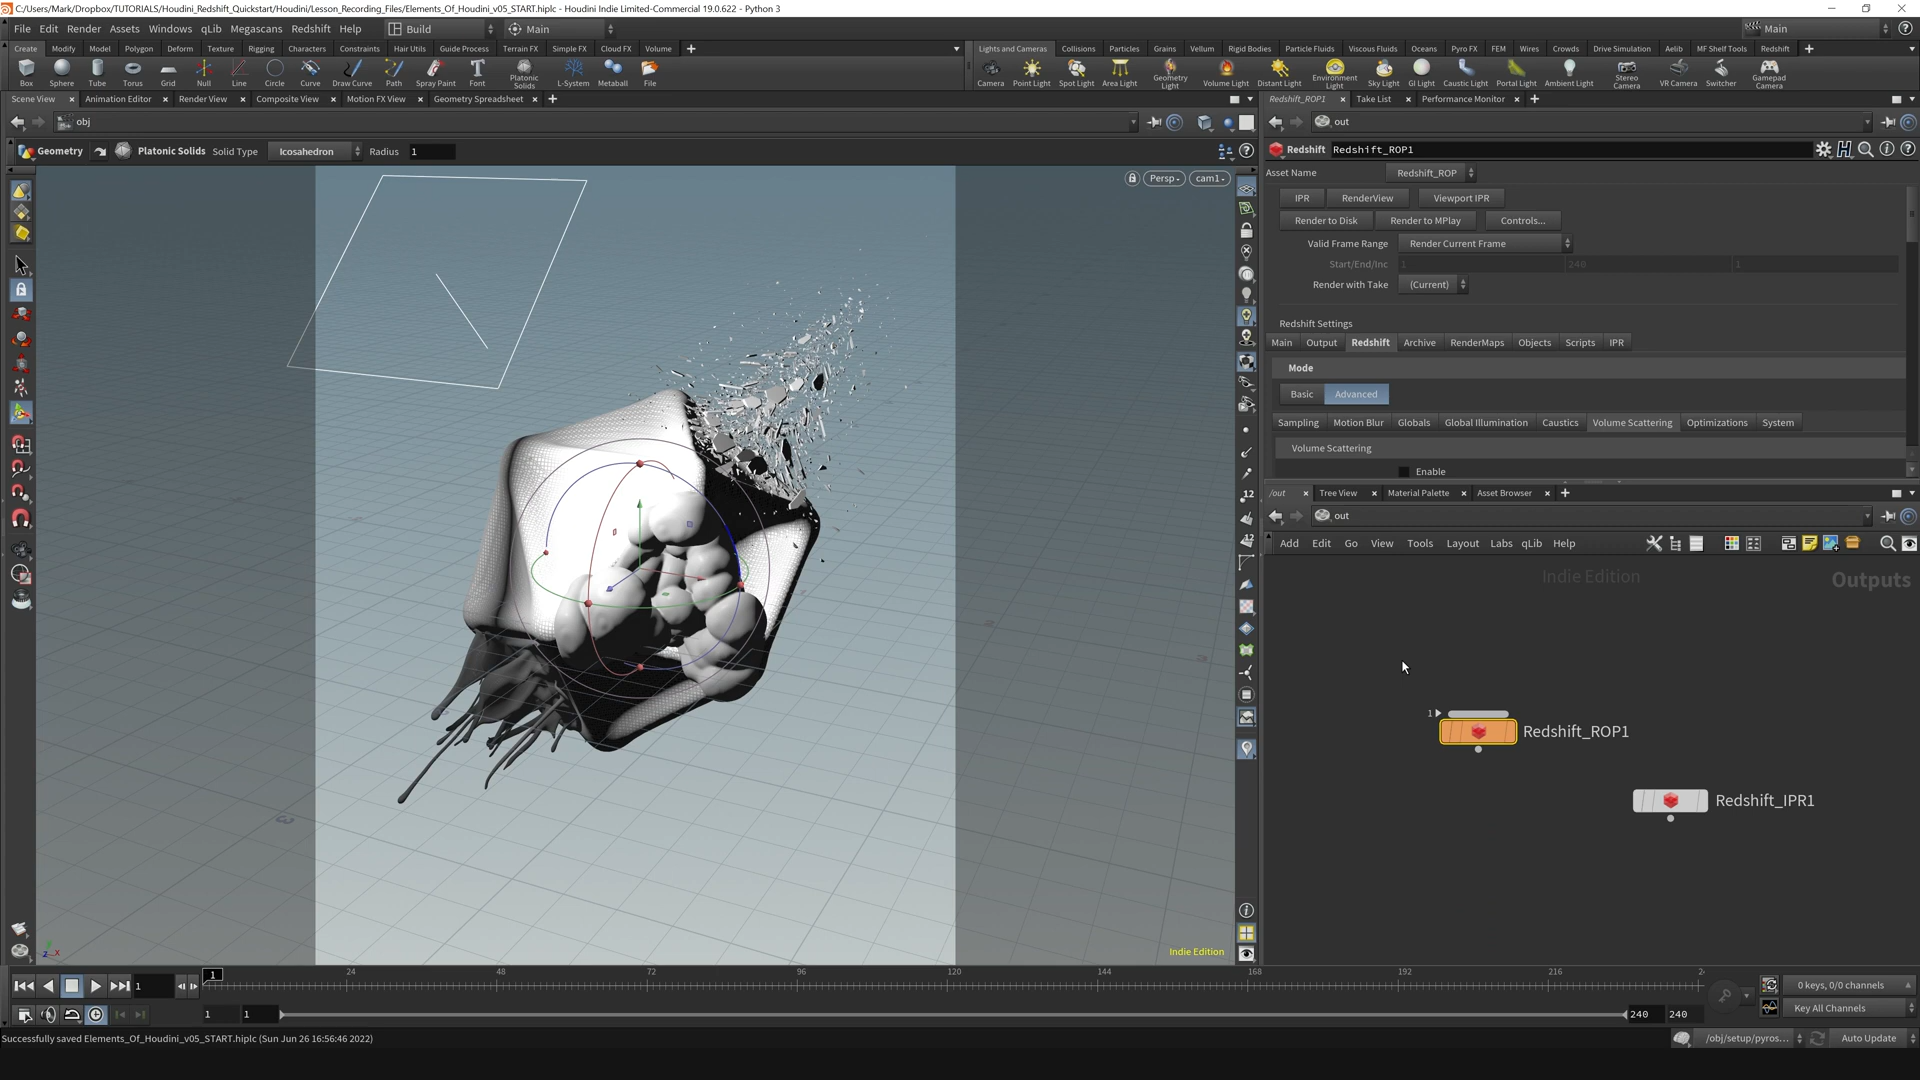 C:/Users/Mark/Dropbox/TUTORIALS/Houdini_Redshift_Quickstart/Houdini/Lesson_Recording_Files/Elements_Of_Houdini_v05_START.hiplc - Houdini Indie Limited-Commercial 19.0.622 - Python 3
File Edit Render Assets Windows qLib Megascans Redshift Help Build Main Main
Create Modify Model Polygon Deform Texture Rigging Characters Constraints Hair Utils Guide Process Terrain FX Simple FX Cloud FX Volume
Lights and Cameras Collisions Particles Grains Vellum Rigid Bodies Particle Fluids Viscous Fluids Oceans Pyro FX FEM Wires Crowds Drive Simulation Aelib MF Shelf Tools Redshift
Box Sphere Tube Torus Grid Null Line Circle Curve Draw Curve Path Spray Paint Font Platonic Solids L-System Metaball File
Camera Point Light Spot Light Area Light Geometry Light Volume Light Distant Light Environment Light Sky Light GI Light Caustic Light Portal Light Ambient Light Stereo Camera VR Camera Switcher Gamepad Camera
Scene View Animation Editor Render View Composite View Motion FX View Geometry Spreadsheet
Redshift_ROP1 Take List Performance Monitor
obj
out
Geometry Platonic Solids Solid Type Icosahedron Radius 1
Redshift Redshift_ROP1
Asset Name Redshift_ROP
Persp cam1
IPR RenderView Viewport IPR
Render to Disk Render to MPlay Controls...
Valid Frame Range Render Current Frame
Start/End/Inc 1 240 1
Render with Take (Current)
Redshift Settings
Main Output Redshift Archive RenderMaps Objects Scripts IPR
Mode
Basic Advanced
Sampling Motion Blur Globals Global Illumination Caustics Volume Scattering Optimizations System
Volume Scattering
Enable
/out Tree View Material Palette Asset Browser
out
Add Edit Go View Tools Layout Labs qLib Help
Indie Edition Outputs
1
Redshift_ROP1
Redshift_IPR1
12
12
Indie Edition
1 1 24 48 72 96 120 144 168 192 216 2
0 keys, 0/0 channels
1 1 240 240 Key All Channels
Successfully saved Elements_Of_Houdini_v05_START.hiplc (Sun Jun 26 16:56:46 2022) /obj/setup/pyros... Auto Update